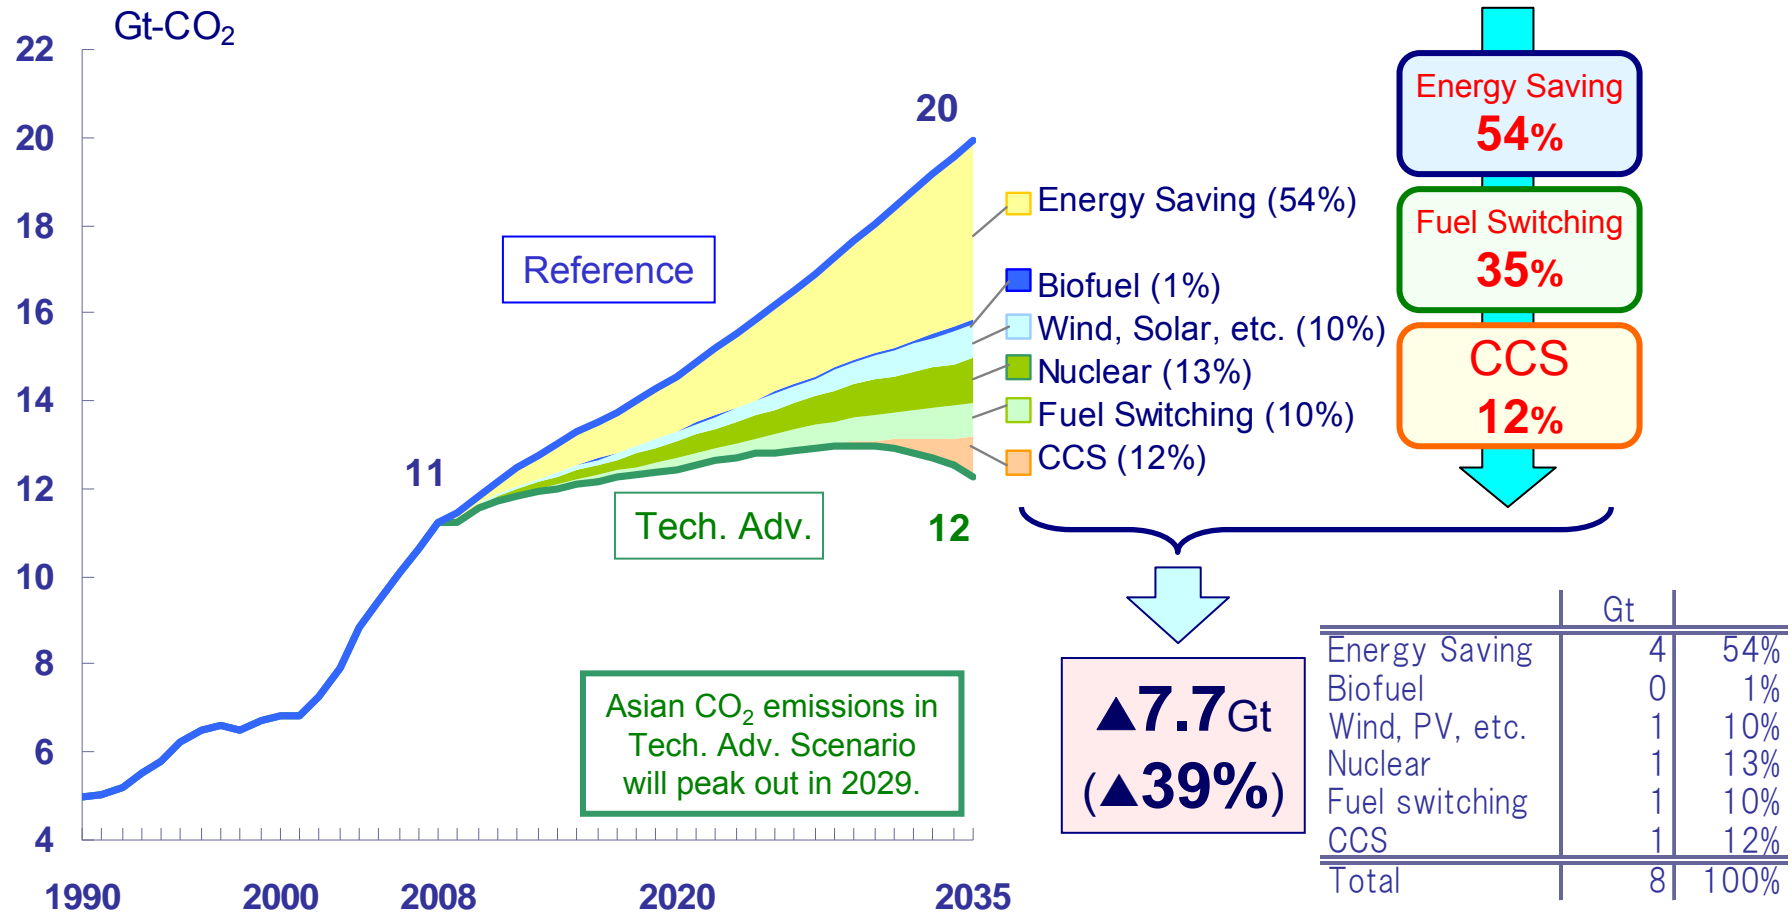 Gt-CO₂
22
20
18
16
14
12
10
8
6
4
1990
2000
2008
2020
2035
11
20
12
Reference
Tech. Adv.
Asian CO₂ emissions in
Tech. Adv. Scenario
will peak out in 2029.
Energy Saving (54%)
Biofuel (1%)
Wind, Solar, etc. (10%)
Nuclear (13%)
Fuel Switching (10%)
CCS (12%)
Energy Saving
54%
Fuel Switching
35%
CCS
12%
▲7.7Gt
(▲39%)
Gt
Energy Saving 4 54%
Biofuel 0 1%
Wind, PV, etc. 1 10%
Nuclear 1 13%
Fuel switching 1 10%
CCS 1 12%
Total 8 100%